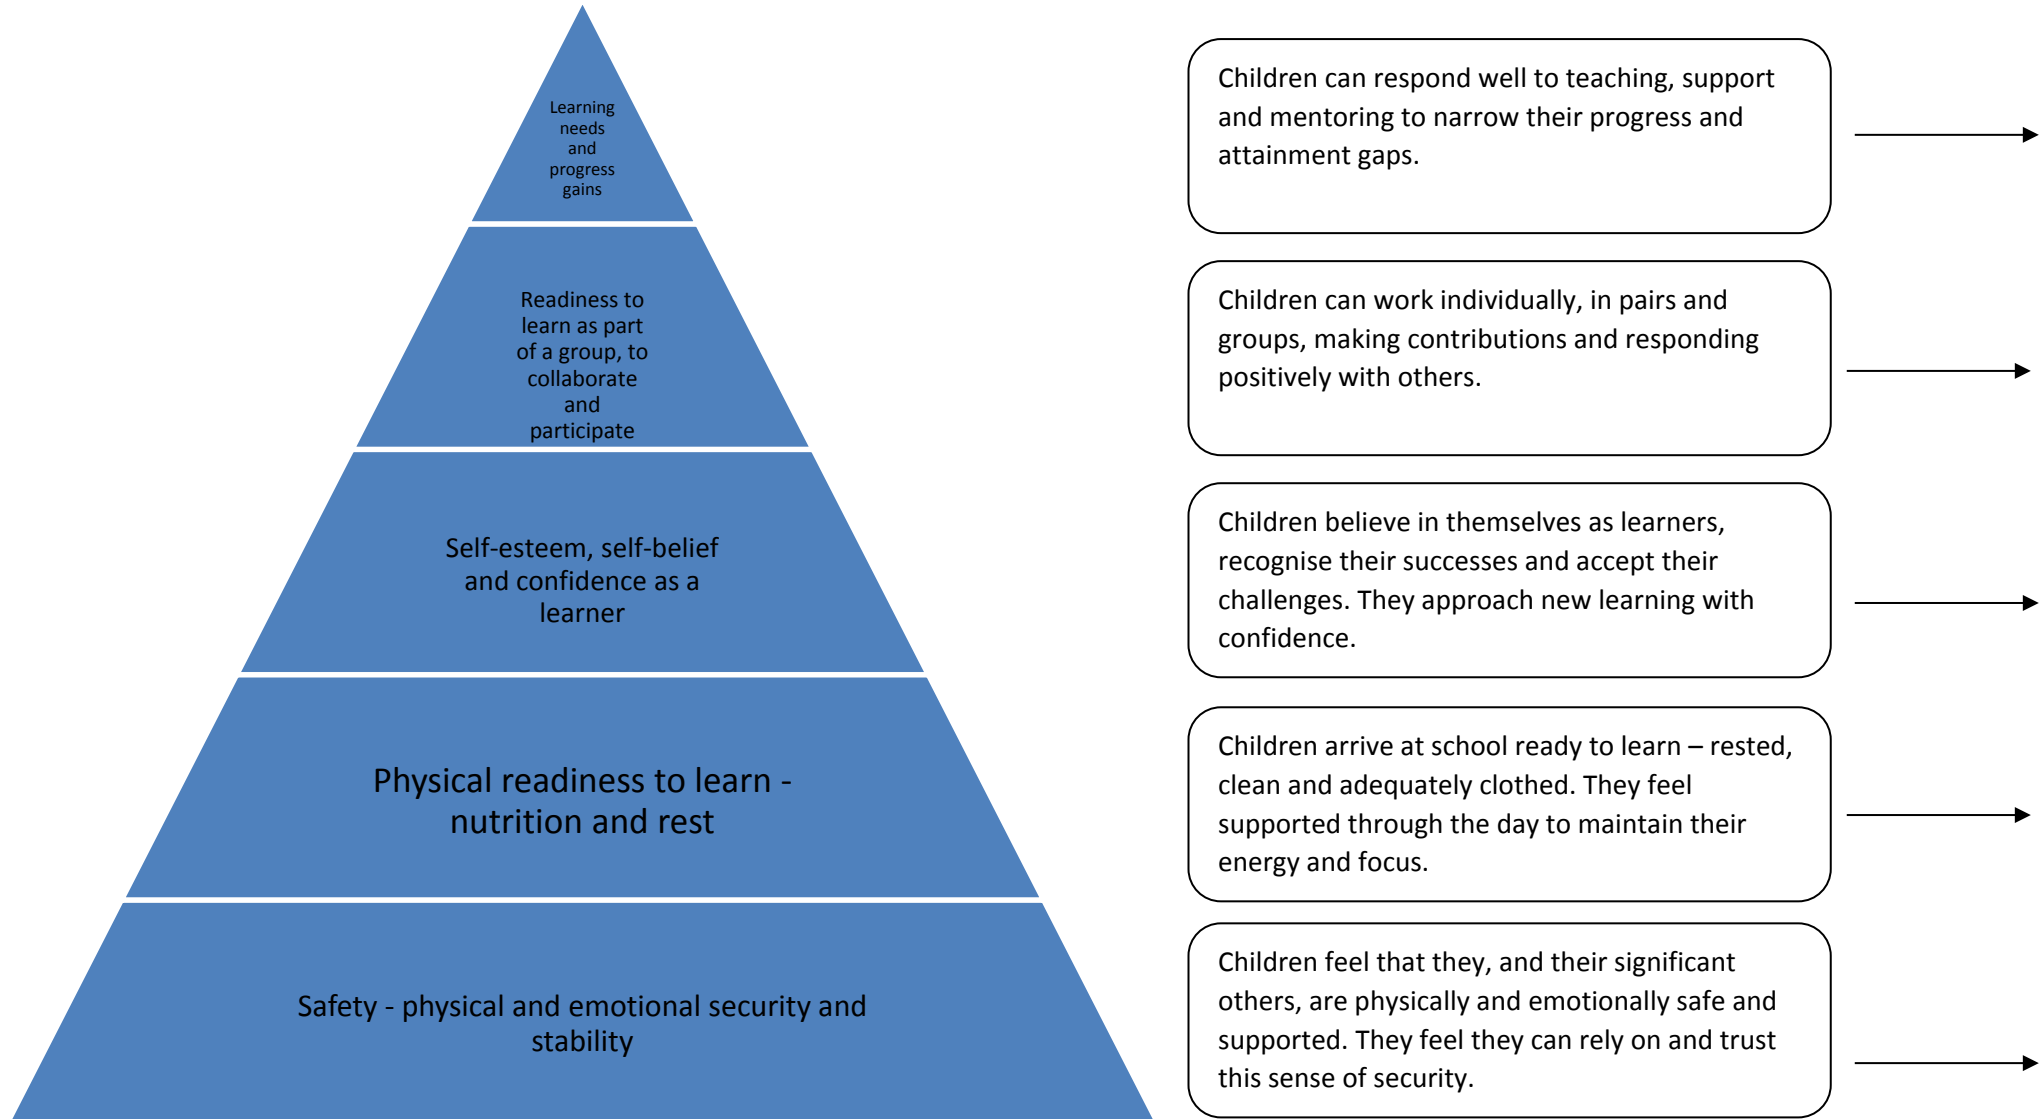 Learning
needs
and
progress
gains
Children can respond well to teaching, support
and mentoring to narrow their progress and
attainment gaps.
Readiness to
learn as part
of a group, to
collaborate
and
participate
Children can work individually, in pairs and
groups, making contributions and responding
positively with others.
Self-esteem, self-belief
and confidence as a
learner
Children believe in themselves as learners,
recognise their successes and accept their
challenges. They approach new learning with
confidence.
Physical readiness to learn -
nutrition and rest
Children arrive at school ready to learn – rested,
clean and adequately clothed. They feel
supported through the day to maintain their
energy and focus.
Safety - physical and emotional security and
stability
Children feel that they, and their significant
others, are physically and emotionally safe and
supported. They feel they can rely on and trust
this sense of security.